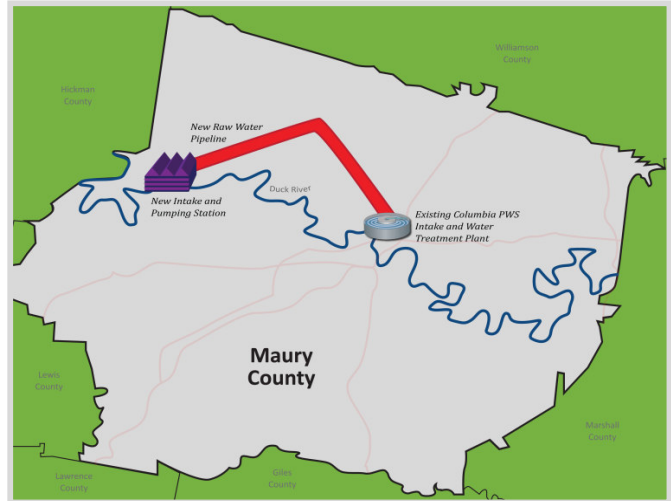 Williamson
County
Hickman
County
New Raw Water
Pipeline
Duck River
New Intake and
Pumping Station
Existing Columbia PWS
Intake and Water
Treatment Plant
Maury
County
Lewis
County
Marshall
County
Lawrence
County
Giles
County